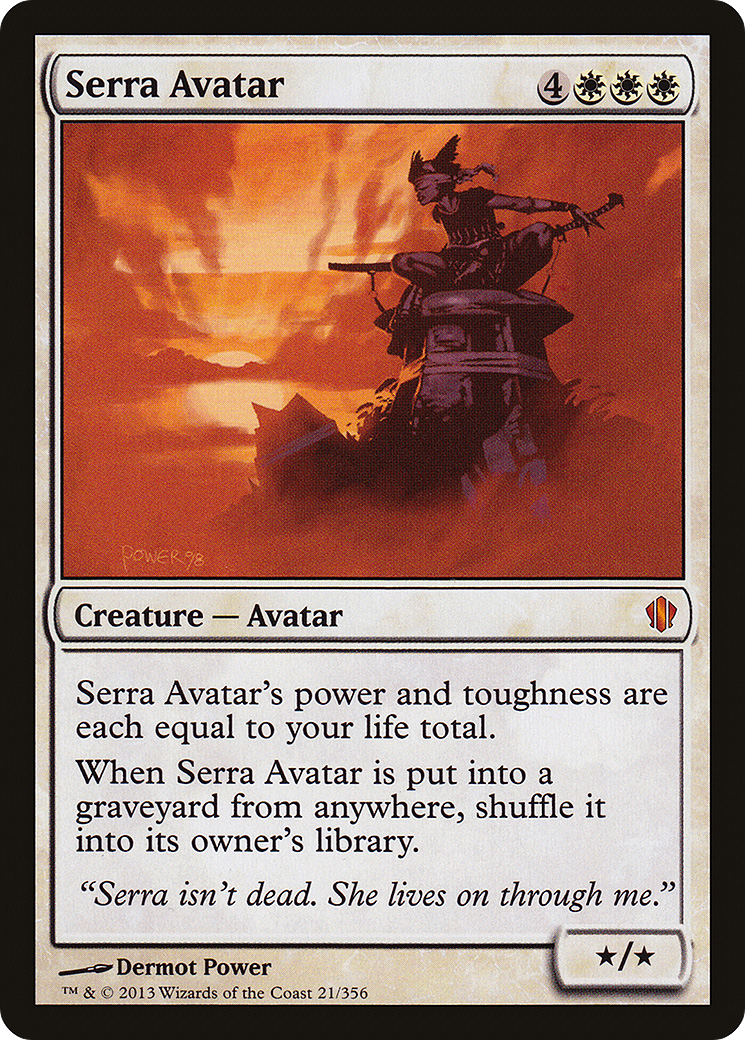 Serra Avatar 4
POWER98
Creature — Avatar
Serra Avatar's power and toughness are
each equal to your life total.
When Serra Avatar is put into a
graveyard from anywhere, shuffle it
into its owner's library.
“Serra isn't dead. She lives on through me.”
★/★
Dermot Power
™ & © 2013 Wizards of the Coast 21/356